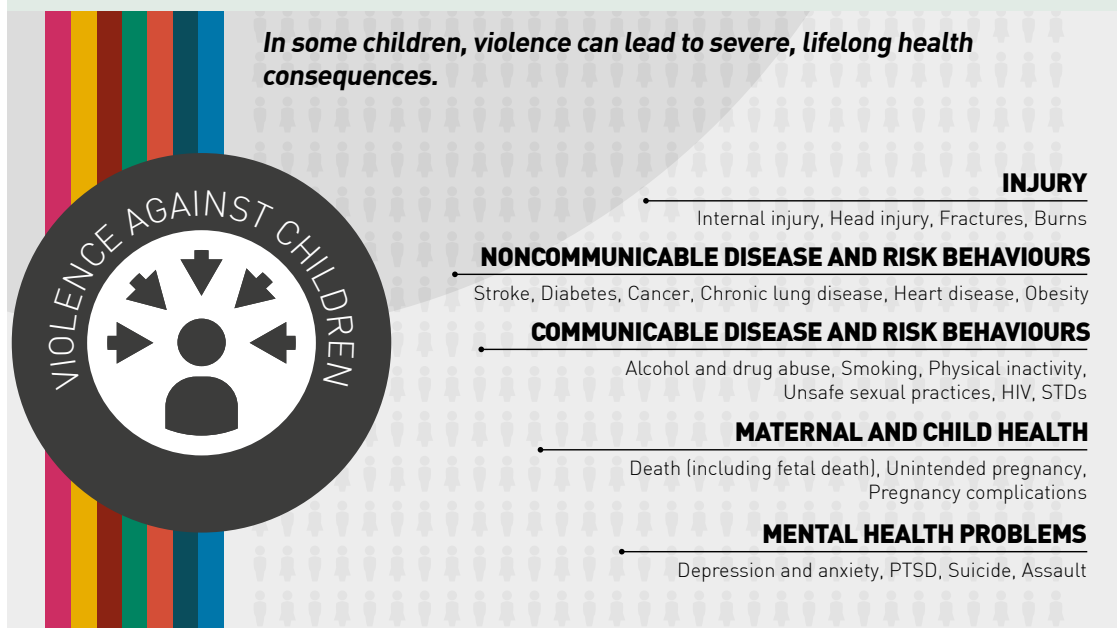 In some children, violence can lead to severe, lifelong health
consequences.
VIOLENCE AGAINST CHILDREN
INJURY
Internal injury, Head injury, Fractures, Burns
NONCOMMUNICABLE DISEASE AND RISK BEHAVIOURS
Stroke, Diabetes, Cancer, Chronic lung disease, Heart disease, Obesity
COMMUNICABLE DISEASE AND RISK BEHAVIOURS
Alcohol and drug abuse, Smoking, Physical inactivity,
Unsafe sexual practices, HIV, STDs
MATERNAL AND CHILD HEALTH
Death (including fetal death), Unintended pregnancy,
Pregnancy complications
MENTAL HEALTH PROBLEMS
Depression and anxiety, PTSD, Suicide, Assault